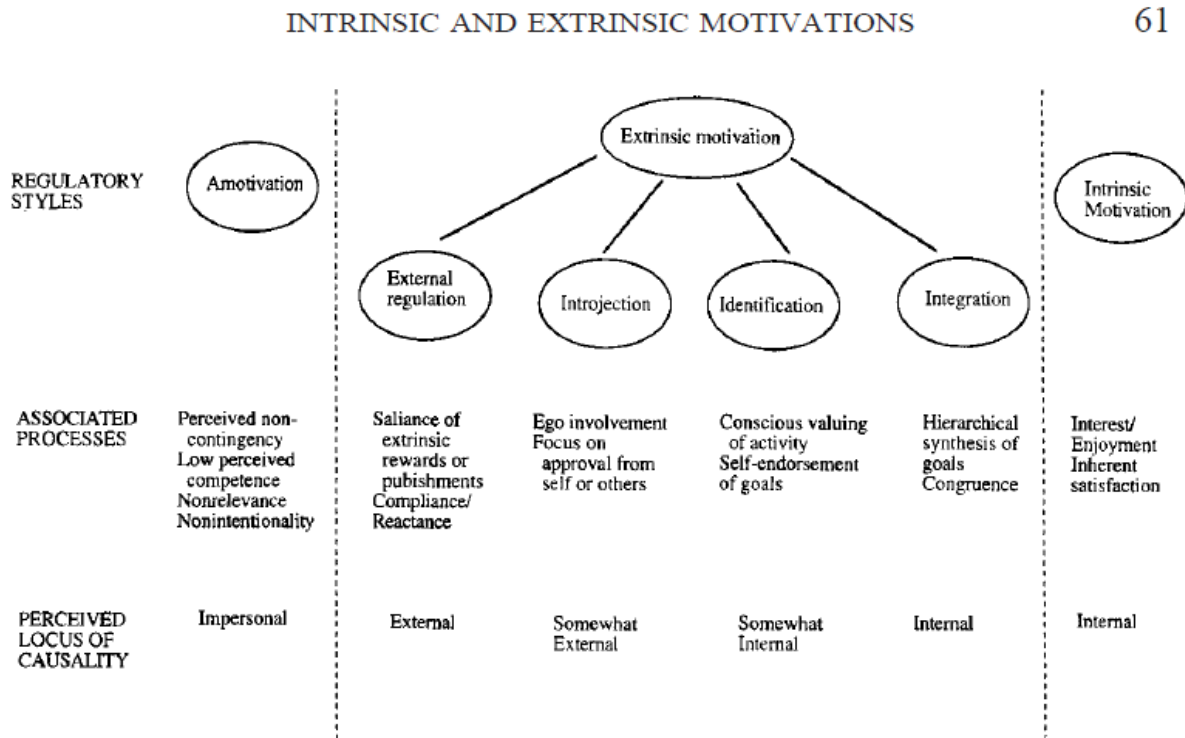 INTRINSIC AND EXTRINSIC MOTIVATIONS 61
Extrinsic motivation
REGULATORY
STYLES
Amotivation
Intrinsic
Motivation
External
regulation
Introjection
Identification
Integration
ASSOCIATED
PROCESSES
Perceived non-
contingency
Low perceived
competence
Nonrelevance
Nonintentionality
Saliance of
extrinsic
rewards or
pubishments
Compliance/
Reactance
Ego involvement
Focus on
approval from
self or others
Conscious valuing
of activity
Self-endorsement
of goals
Hierarchical
synthesis of
goals
Congruence
Interest/
Enjoyment
Inherent
satisfaction
PERCEIVED
LOCUS OF
CAUSALITY
Impersonal
External
Somewhat
External
Somewhat
Internal
Internal
Internal